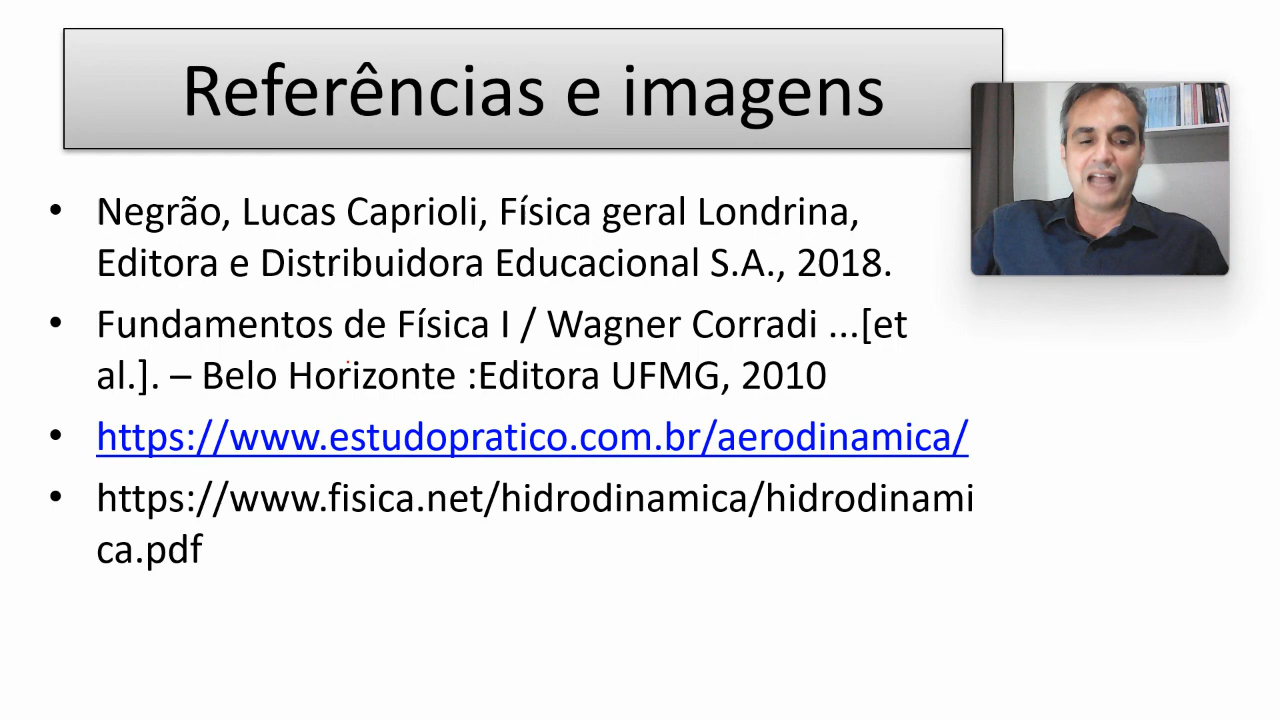 Referências e imagens
• Negrão, Lucas Caprioli, Física geral Londrina,
Editora e Distribuidora Educacional S.A., 2018.
• Fundamentos de Física I / Wagner Corradi ...[et
al.]. – Belo Horizonte :Editora UFMG, 2010
• https://www.estudopratico.com.br/aerodinamica/
• https://www.fisica.net/hidrodinamica/hidrodinami
ca.pdf